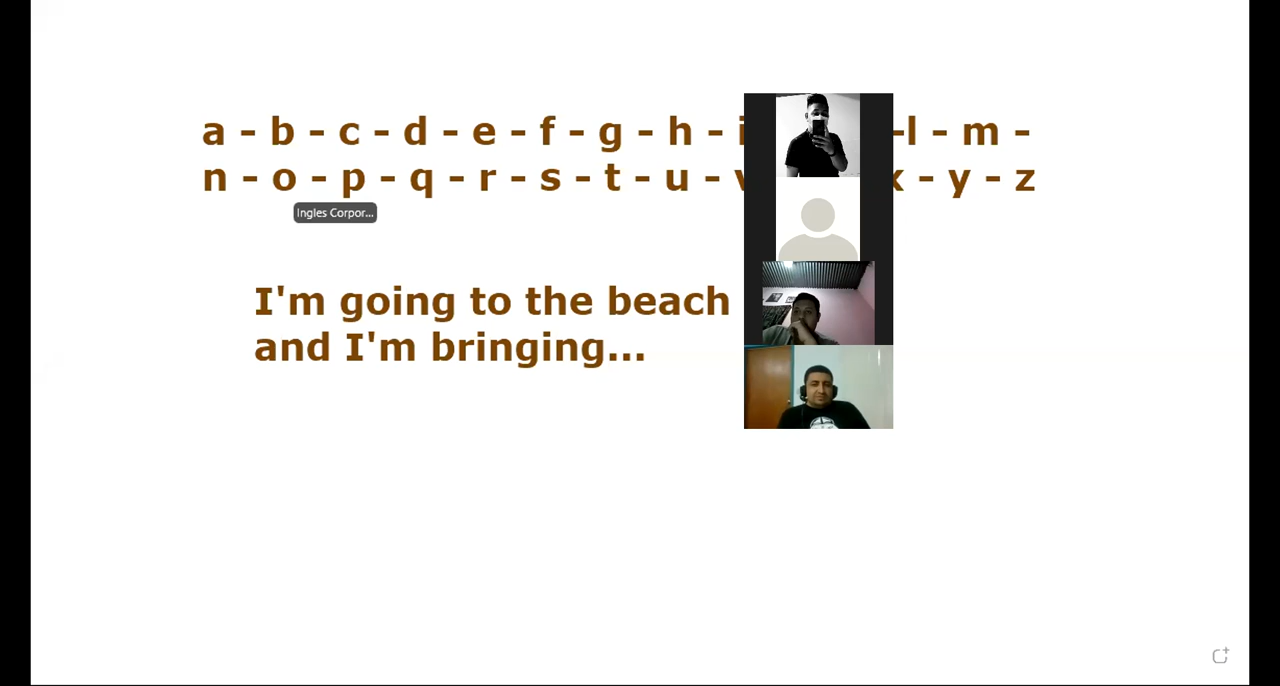 a - b - c - d - e - f - g - h - i -l - m -
n - o - p - q - r - s - t - u - v x - y - z
Ingles Corpor...
I'm going to the beach
and I'm bringing...